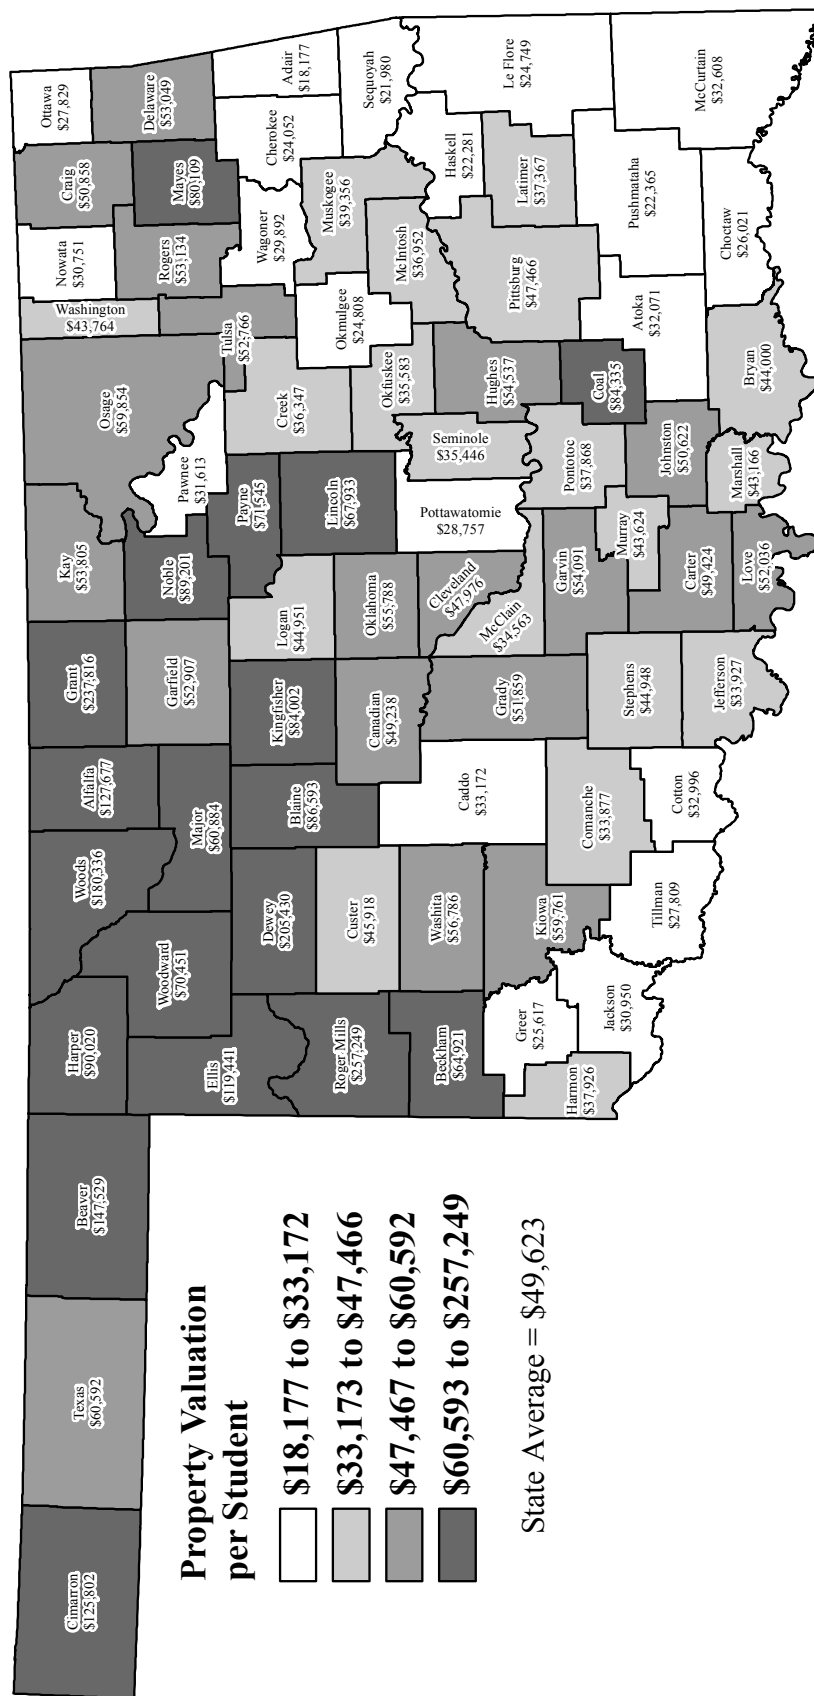 Cimarron
$125,802
Texas
$60,592
Beaver
$147,529
Harper
$90,020
Woods
$180,336
Alfalfa
$127,677
Grant
$237,816
Kay
$53,805
Osage
$59,854
Washington
$43,764
Nowata
$30,751
Craig
$50,858
Ottawa
$27,829
Ellis
$119,441
Woodward
$70,451
Major
$60,884
Garfield
$52,907
Noble
$89,201
Pawnee
$31,613
Tulsa
$52,766
Rogers
$53,134
Mayes
$80,109
Delaware
$53,049
Roger Mills
$257,249
Dewey
$205,430
Blaine
$86,593
Kingfisher
$84,002
Logan
$44,951
Payne
$71,545
Creek
$36,347
Wagoner
$29,892
Cherokee
$24,052
Adair
$18,177
Beckham
$64,921
Custer
$45,918
Canadian
$49,238
Oklahoma
$55,788
Lincoln
$67,933
Okfuskee
$35,583
Okmulgee
$24,808
Muskogee
$39,356
McIntosh
$36,952
Sequoyah
$21,980
Greer
$25,617
Washita
$56,786
Caddo
$33,172
Grady
$51,859
Cleveland
$47,976
McClain
$34,563
Pottawatomie
$28,757
Seminole
$35,446
Hughes
$54,537
Pittsburg
$47,466
Haskell
$22,281
Latimer
$37,367
Le Flore
$24,749
Harmon
$37,926
Jackson
$30,950
Kiowa
$59,761
Tillman
$27,809
Comanche
$33,877
Cotton
$32,996
Stephens
$44,948
Jefferson
$33,927
Garvin
$54,091
Murray
$43,624
Carter
$49,424
Love
$52,036
Pontotoc
$37,868
Johnston
$50,622
Marshall
$43,166
Coal
$84,335
Atoka
$32,071
Bryan
$44,000
Pushmataha
$22,365
Choctaw
$26,021
McCurtain
$32,608
Property Valuation
per Student
$18,177 to $33,172
$33,173 to $47,466
$47,467 to $60,592
$60,593 to $257,249
State Average = $49,623